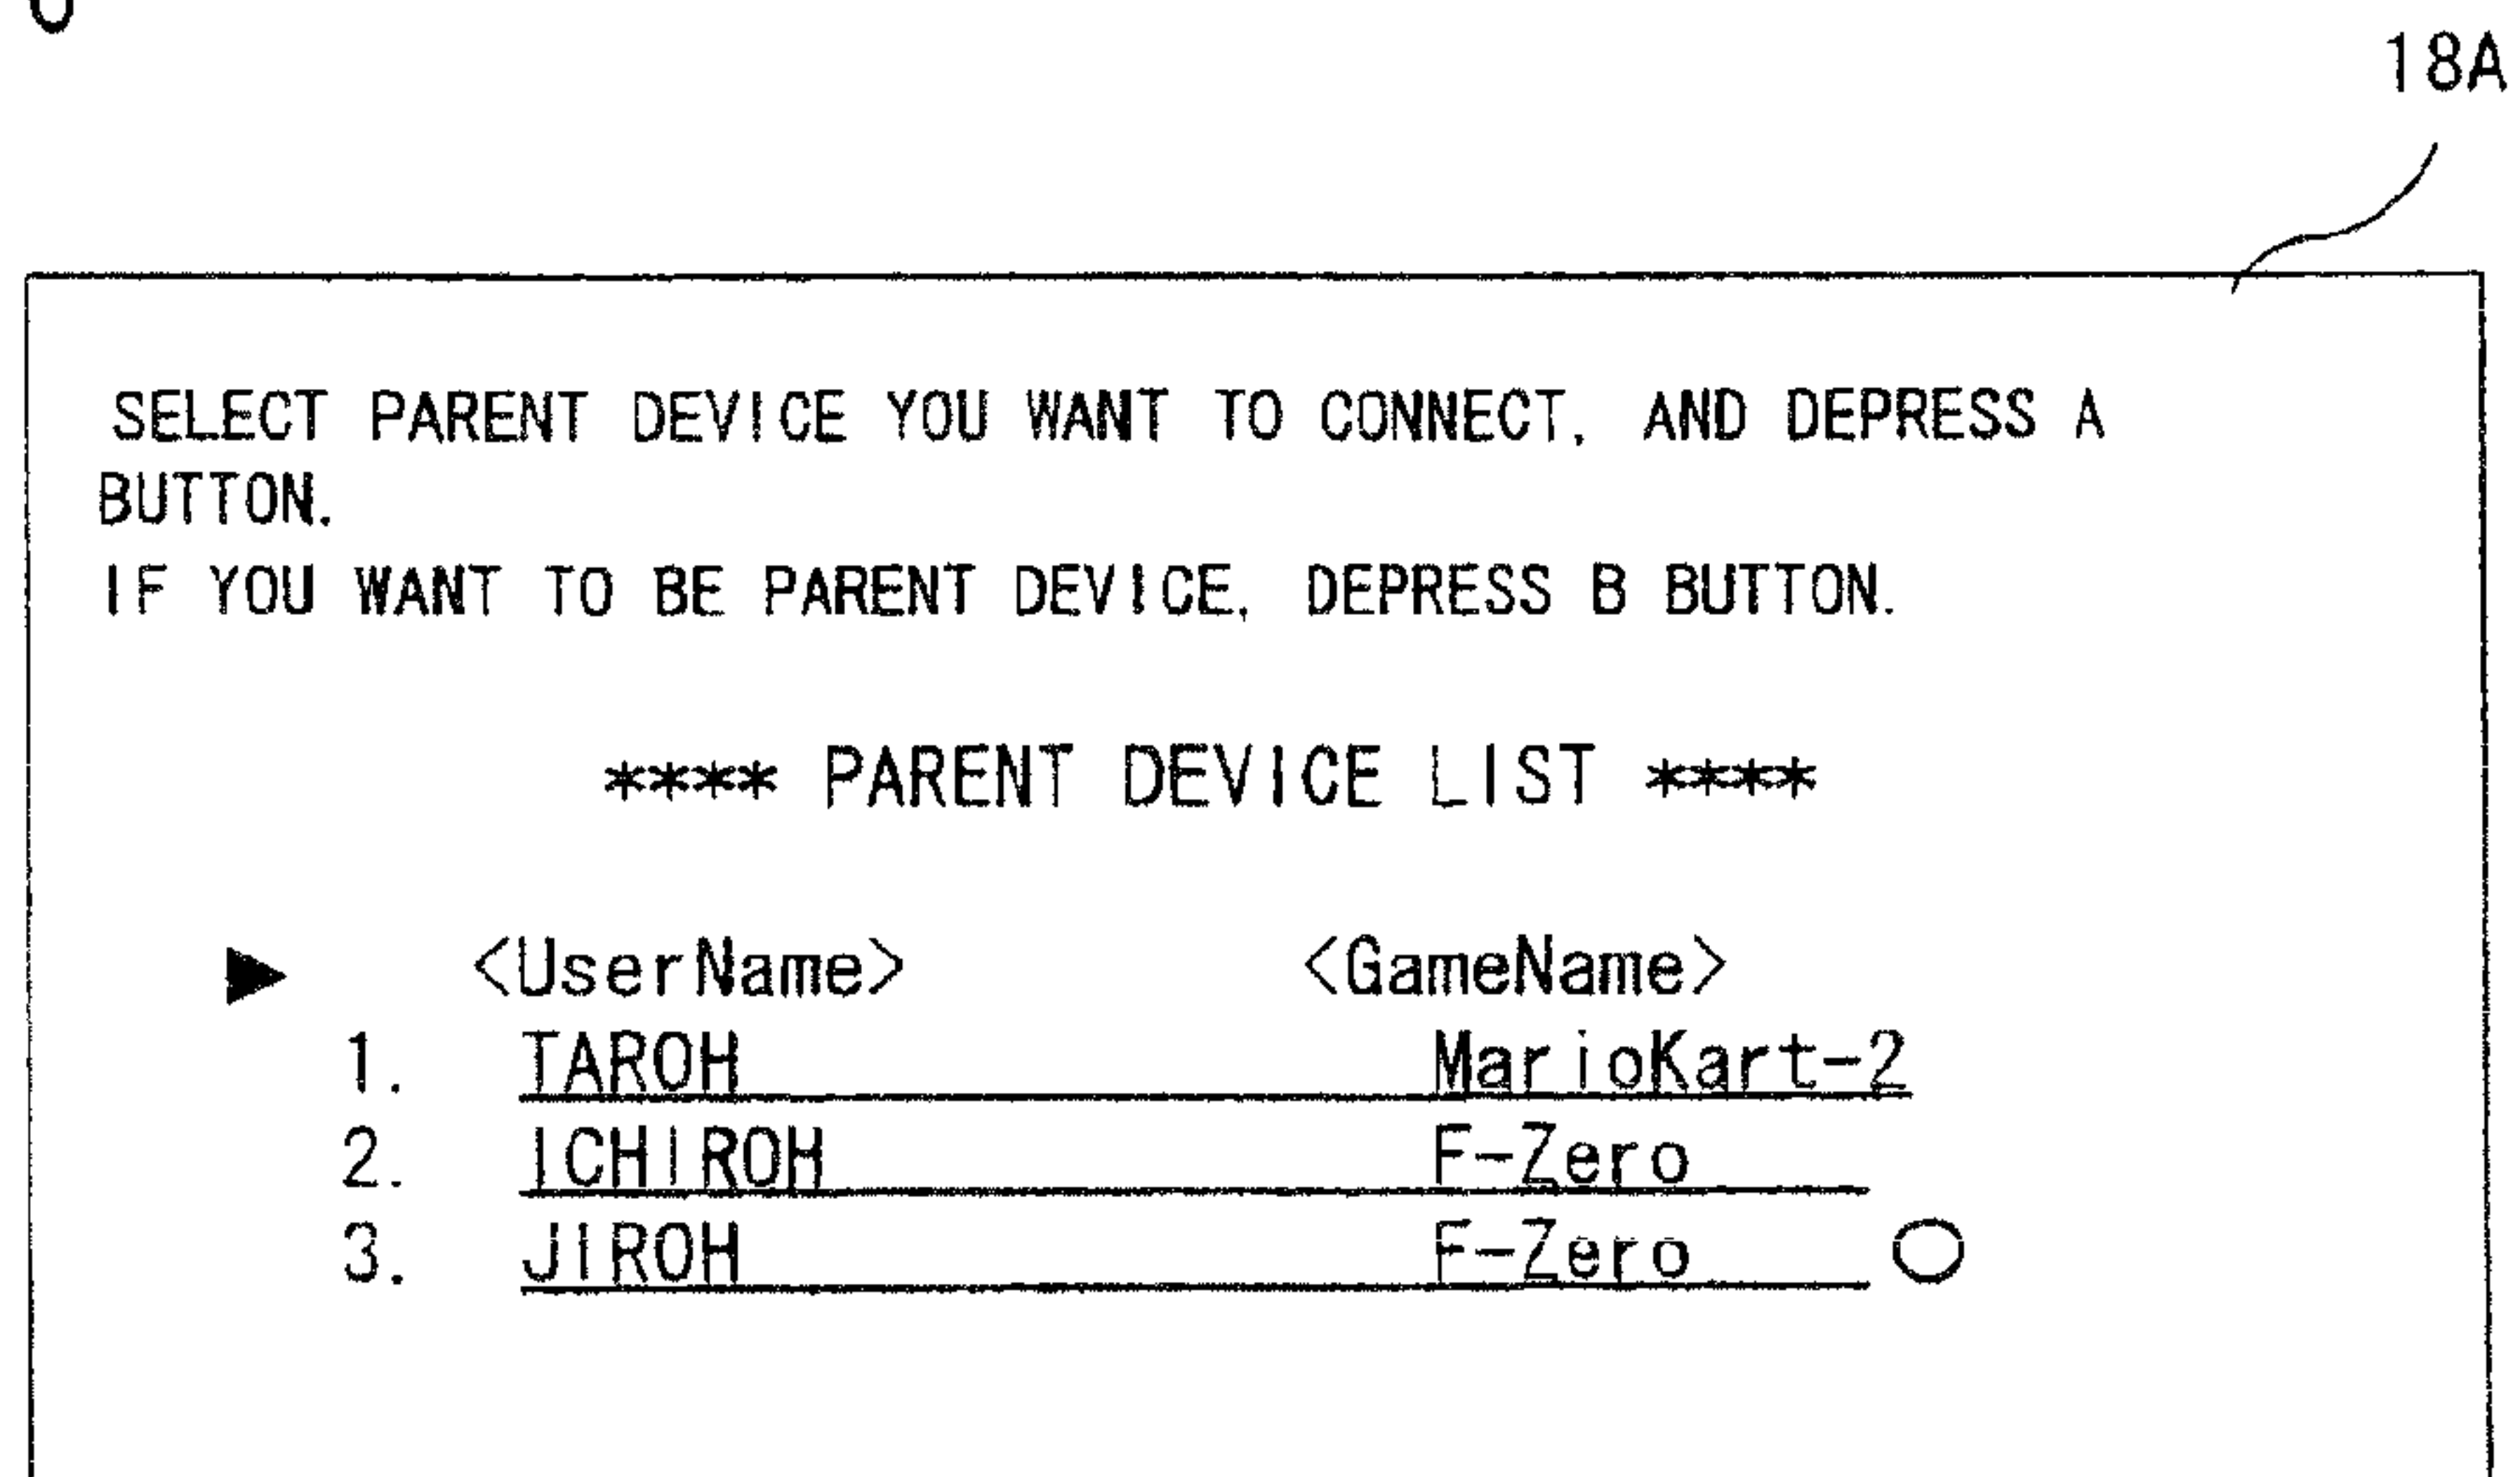 18A
SELECT PARENT DEVICE YOU WANT TO CONNECT, AND DEPRESS A
BUTTON.
IF YOU WANT TO BE PARENT DEVICE, DEPRESS B BUTTON.
**** PARENT DEVICE LIST ****
▶ <UserName> <GameName>
1. TAROH MarioKart-2
2. ICHIROH F-Zero
3. JIROH F-Zero ○